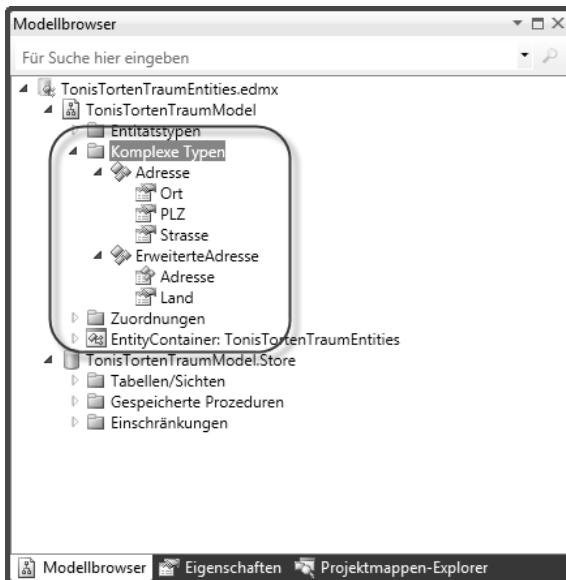 Modellbrowser
Für Suche hier eingeben
TonisTortenTraumEntities.edmx
TonisTortenTraumModel
Entitätstypen
Komplexe Typen
Adresse
Ort
PLZ
Strasse
ErweiterteAdresse
Adresse
Land
Zuordnungen
EntityContainer: TonisTortenTraumEntities
TonisTortenTraumModel.Store
Tabellen/Sichten
Gespeicherte Prozeduren
Einschränkungen
Modellbrowser Eigenschaften Projektmappen-Explorer